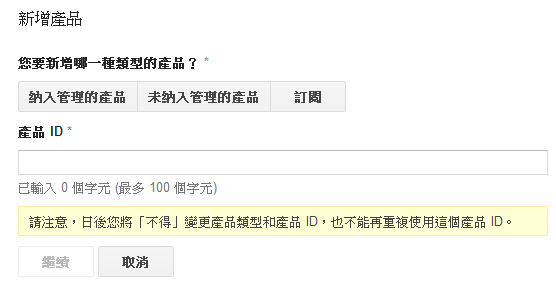 新增產品
您要新增哪一種類型的產品？ *
納入管理的產品 未納入管理的產品 訂閱
產品 ID *
已輸入 0 個字元 (最多 100 個字元)
請注意，日後您將「不得」變更產品類型和產品 ID，也不能再重複使用這個產品 ID。
繼續 取消